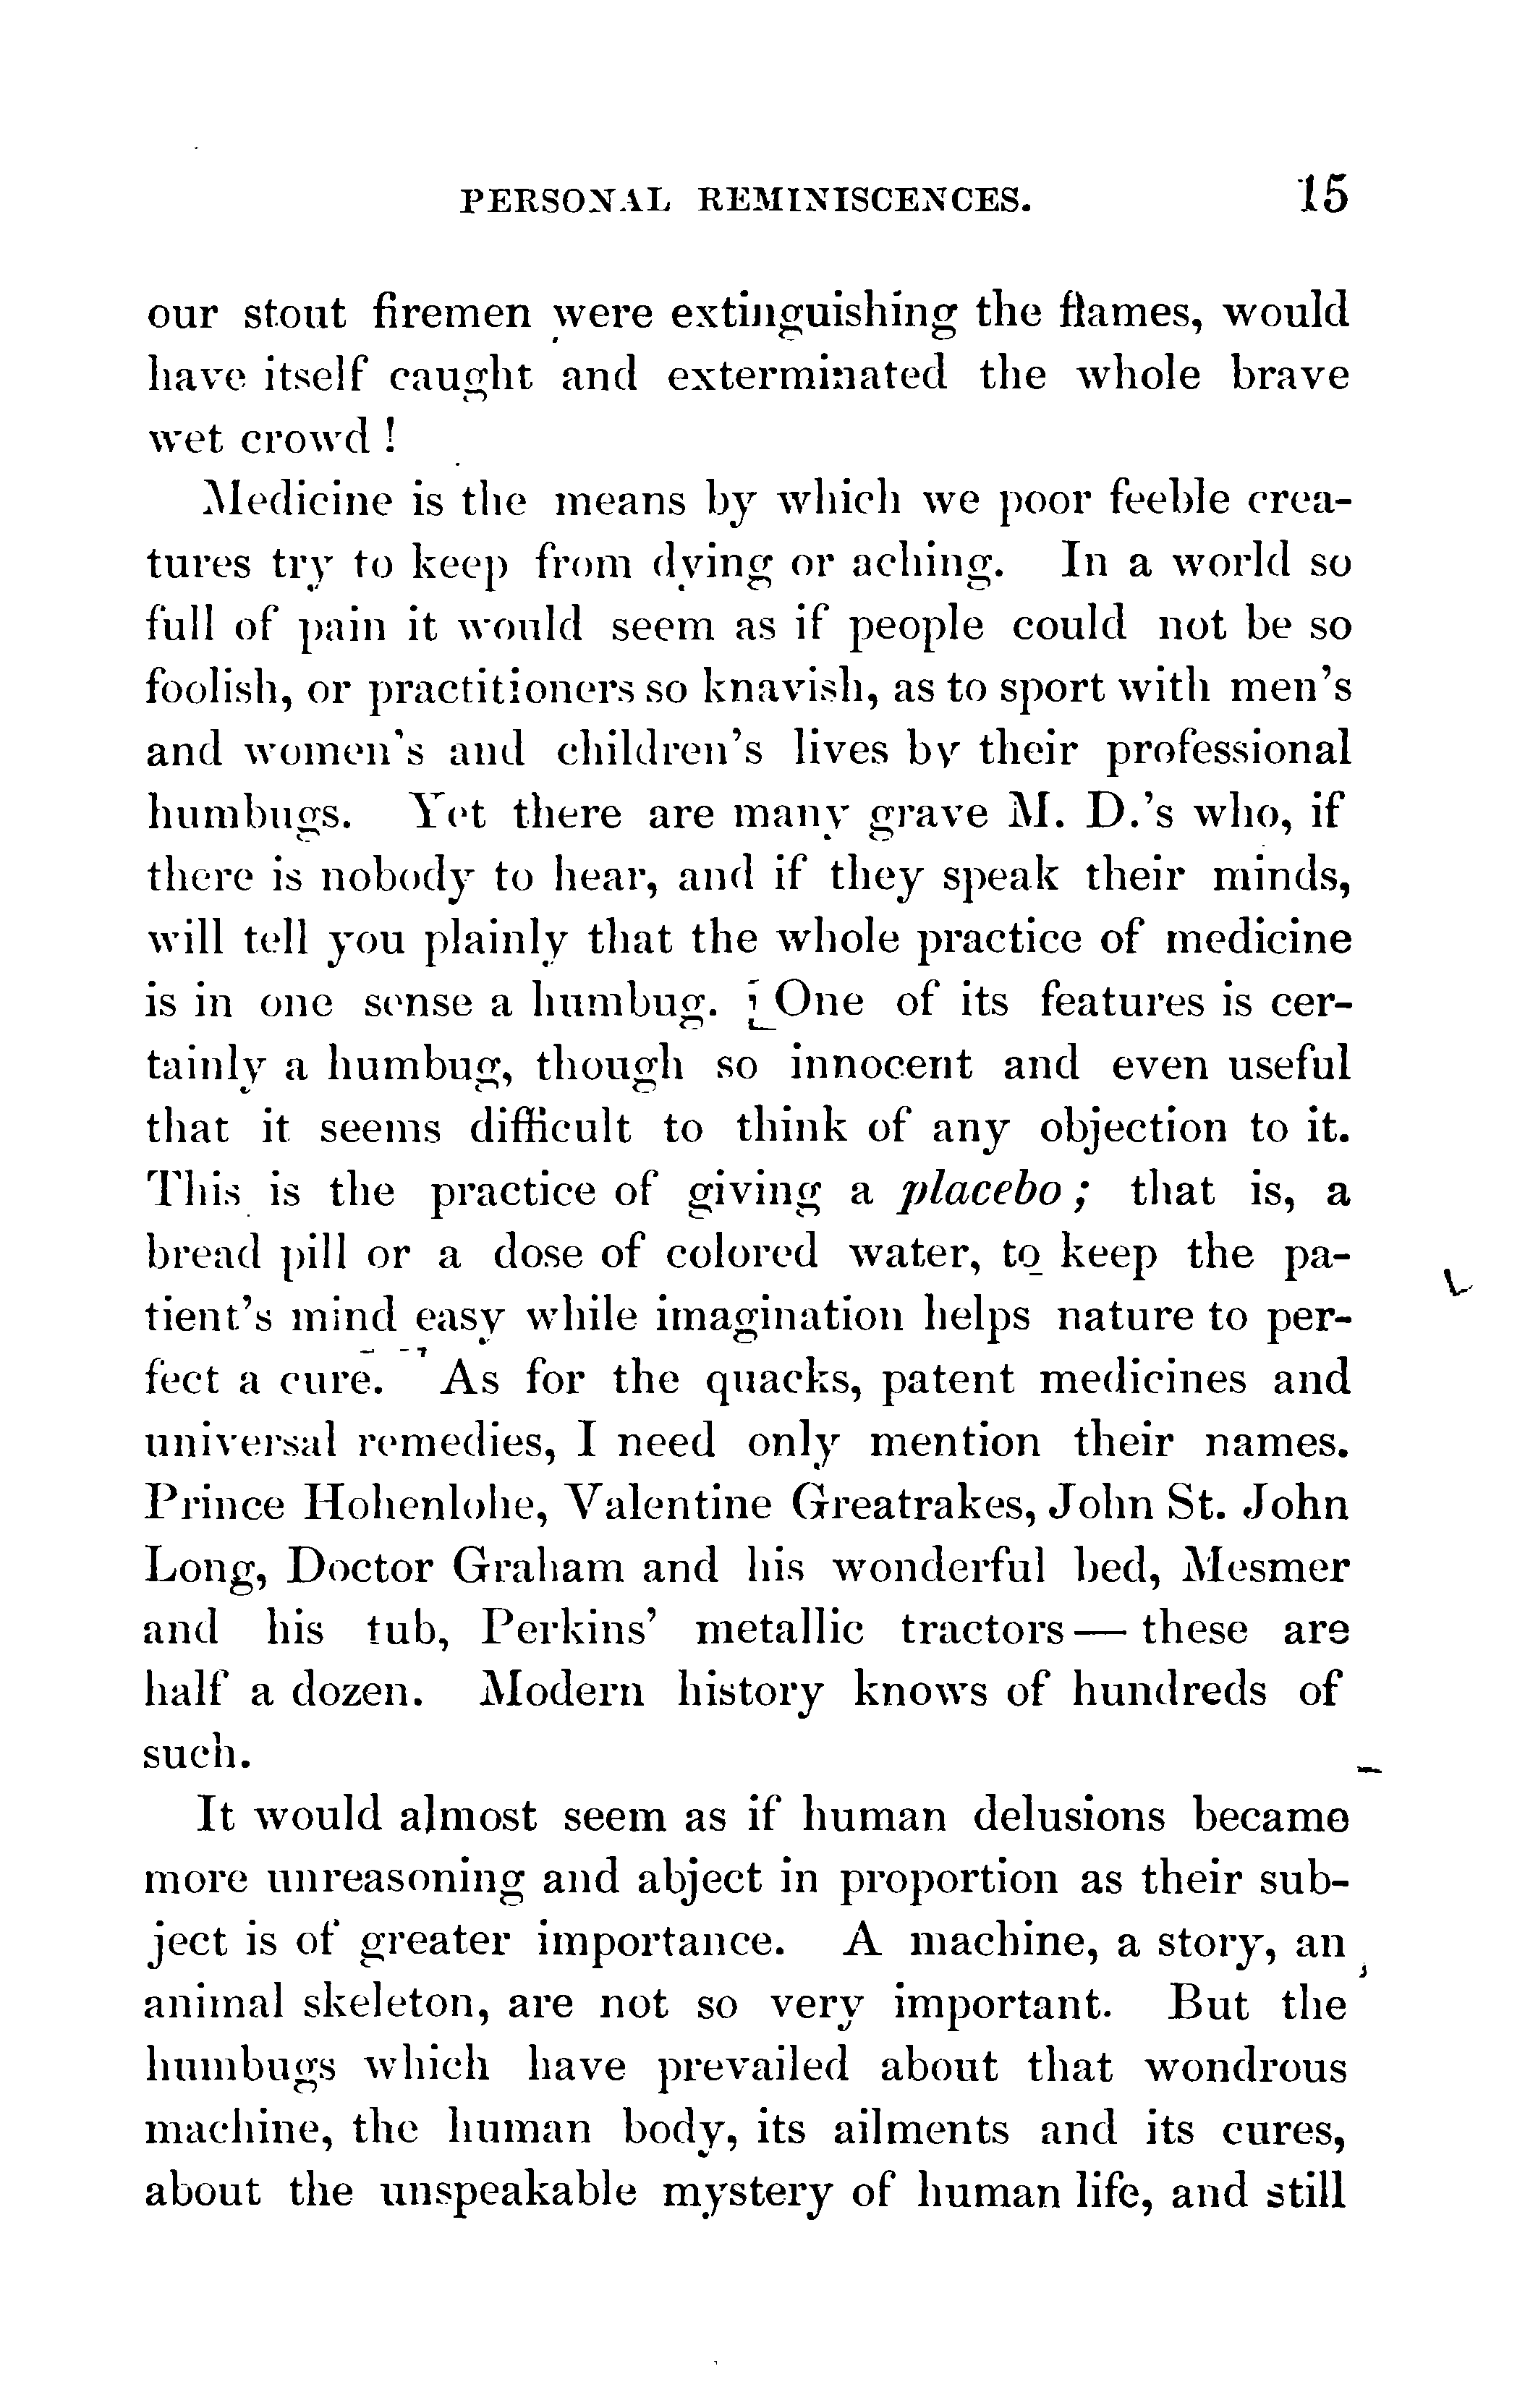 PERSONAL REMINISCENCES. 15
our stout firemen were extinguishing the flames, would
have itself caught and exterminated the whole brave
wet crowd !
Medicine is the means by which we poor feeble crea-
tures try to keep from dying or aching. In a world so
full of pain it would seem as if people could not be so
foolish, or practitioners so knavish, as to sport with men's
and women's and children's lives by their professional
humbugs. Yet there are many grave M. D.'s who, if
there is nobody to hear, and if they speak their minds,
will tell you plainly that the whole practice of medicine
is in one sense a humbug. One of its features is cer-
tainly a humbug, though so innocent and even useful
that it seems difficult to think of any objection to it.
This is the practice of giving a placebo ; that is, a
bread pill or a dose of colored water, to keep the pa-
tient's mind easy while imagination helps nature to per-
fect a cure. As for the quacks, patent medicines and
universal remedies, I need only mention their names.
Prince Hohenlohe, Valentine Greatrakes, John St. John
Long, Doctor Graham and his wonderful bed, Mesmer
and his tub, Perkins' metallic tractors — these are
half a dozen. Modern history knows of hundreds of
such.
It would almost seem as if human delusions became
more unreasoning and abject in proportion as their sub-
ject is of greater importance. A machine, a story, an
animal skeleton, are not so very important. But the
humbugs which have prevailed about that wondrous
machine, the human body, its ailments and its cures,
about the unspeakable mystery of human life, and still